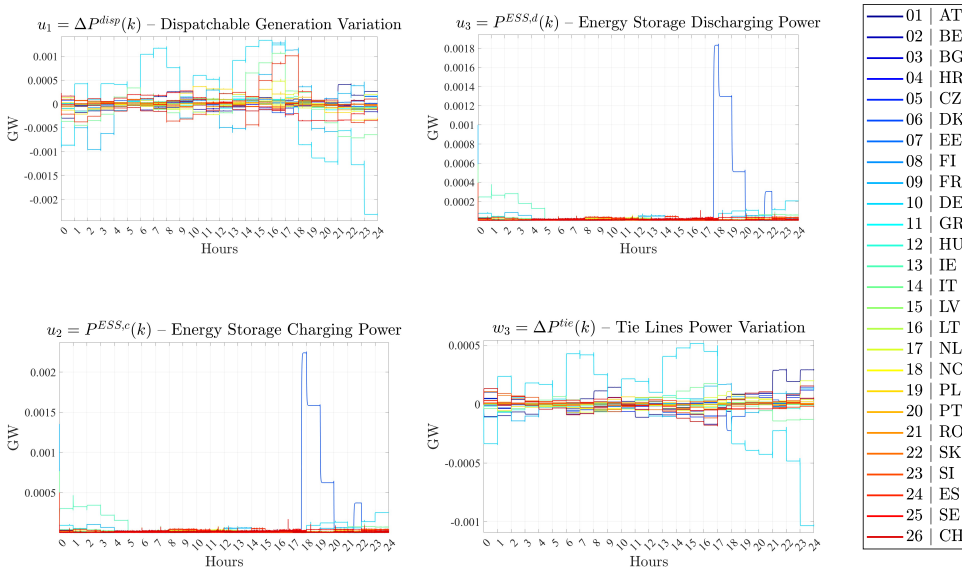 u₁ = ΔP^{disp}(k) – Dispatchable Generation Variation
0.001
0.0005
0
-0.0005
-0.001
-0.0015
-0.002
GW
0 1 2 3 4 5 6 7 8 9 10 11 12 13 14 15 16 17 18 19 20 21 22 23 24
Hours
u₃ = P^{ESS,d}(k) – Energy Storage Discharging Power
0.0018
0.0016
0.0014
0.0012
0.001
0.0008
0.0006
0.0004
0.0002
GW
0 1 2 3 4 5 6 7 8 9 10 11 12 13 14 15 16 17 18 19 20 21 22 23 24
Hours
u₂ = P^{ESS,c}(k) – Energy Storage Charging Power
0.002
0.0015
0.001
0.0005
GW
0 1 2 3 4 5 6 7 8 9 10 11 12 13 14 15 16 17 18 19 20 21 22 23 24
Hours
w₃ = ΔP^{tie}(k) – Tie Lines Power Variation
0.0005
0
-0.0005
-0.001
GW
0 1 2 3 4 5 6 7 8 9 10 11 12 13 14 15 16 17 18 19 20 21 22 23 24
Hours
01 | AT
02 | BE
03 | BG
04 | HR
05 | CZ
06 | DK
07 | EE
08 | FI
09 | FR
10 | DE
11 | GR
12 | HU
13 | IE
14 | IT
15 | LV
16 | LT
17 | NL
18 | NO
19 | PL
20 | PT
21 | RO
22 | SK
23 | SI
24 | ES
25 | SE
26 | CH